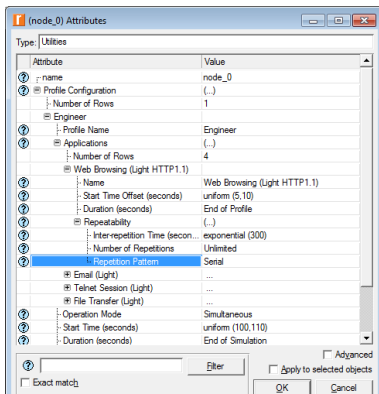 (node_0) Attributes
Type: Utilities
Attribute Value
name node_0
Profile Configuration (...)
Number of Rows 1
Engineer
Profile Name Engineer
Applications (...)
Number of Rows 4
Web Browsing (Light HTTP1.1)
Name Web Browsing (Light HTTP1.1)
Start Time Offset (seconds) uniform (5,10)
Duration (seconds) End of Profile
Repeatability (...)
Inter-repetition Time (secon... exponential (300)
Number of Repetitions Unlimited
Repetition Pattern Serial
Email (Light) ...
Telnet Session (Light) ...
File Transfer (Light) ...
Operation Mode Simultaneous
Start Time (seconds) uniform (100,110)
Duration (seconds) End of Simulation
Advanced
Filter Apply to selected objects
Exact match
OK Cancel